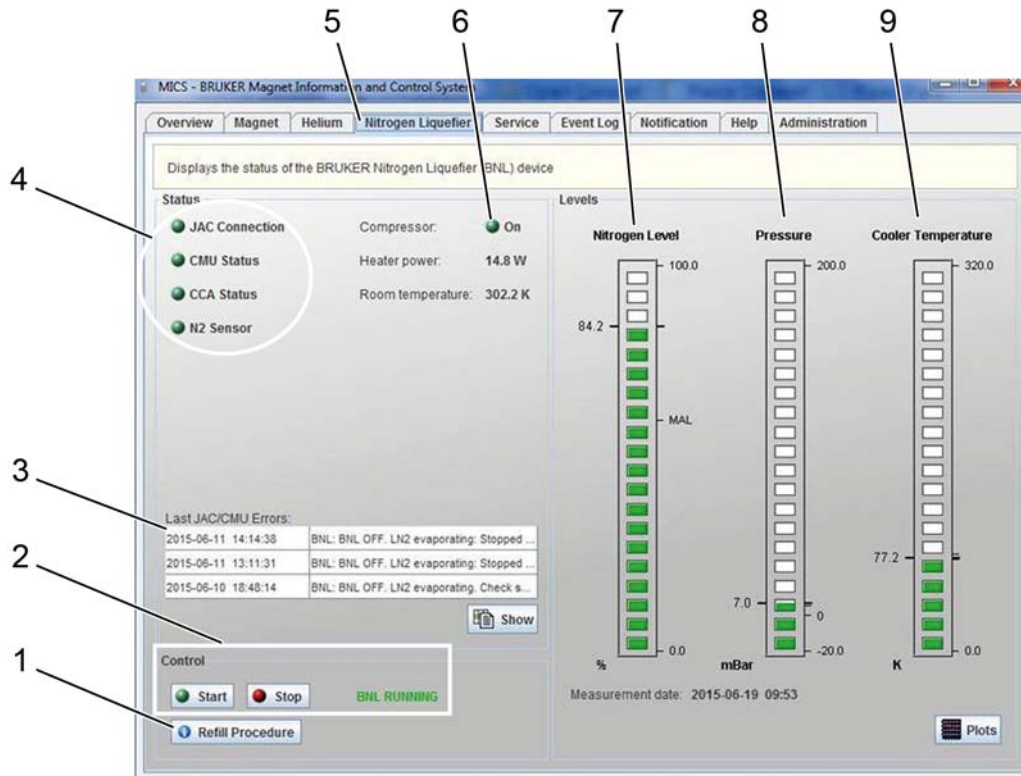 5 6 7 8 9
MICS - BRUKER Magnet Information and Control System
Overview Magnet Helium Nitrogen Liquefier Service Event Log Notification Help Administration
Displays the status of the BRUKER Nitrogen Liquefier (BNL) device
4
Status
JAC Connection Compressor: On
CMU Status Heater power: 14.8 W
CCA Status Room temperature: 302.2 K
N2 Sensor
Levels
Nitrogen Level Pressure Cooler Temperature
100.0 200.0 320.0
84.2
MAL
77.2
7.0
0
0.0 -20.0 0.0
% mBar K
Measurement date: 2015-06-19 09:53
Plots
3
Last JAC/CMU Errors:
2015-06-11 14:14:38 BNL: BNL OFF. LN2 evaporating: Stopped ...
2015-06-11 13:11:31 BNL: BNL OFF. LN2 evaporating: Stopped ...
2015-06-10 18:48:14 BNL: BNL OFF. LN2 evaporating. Check s...
Show
2
Control
Start Stop BNL RUNNING
1
Refill Procedure